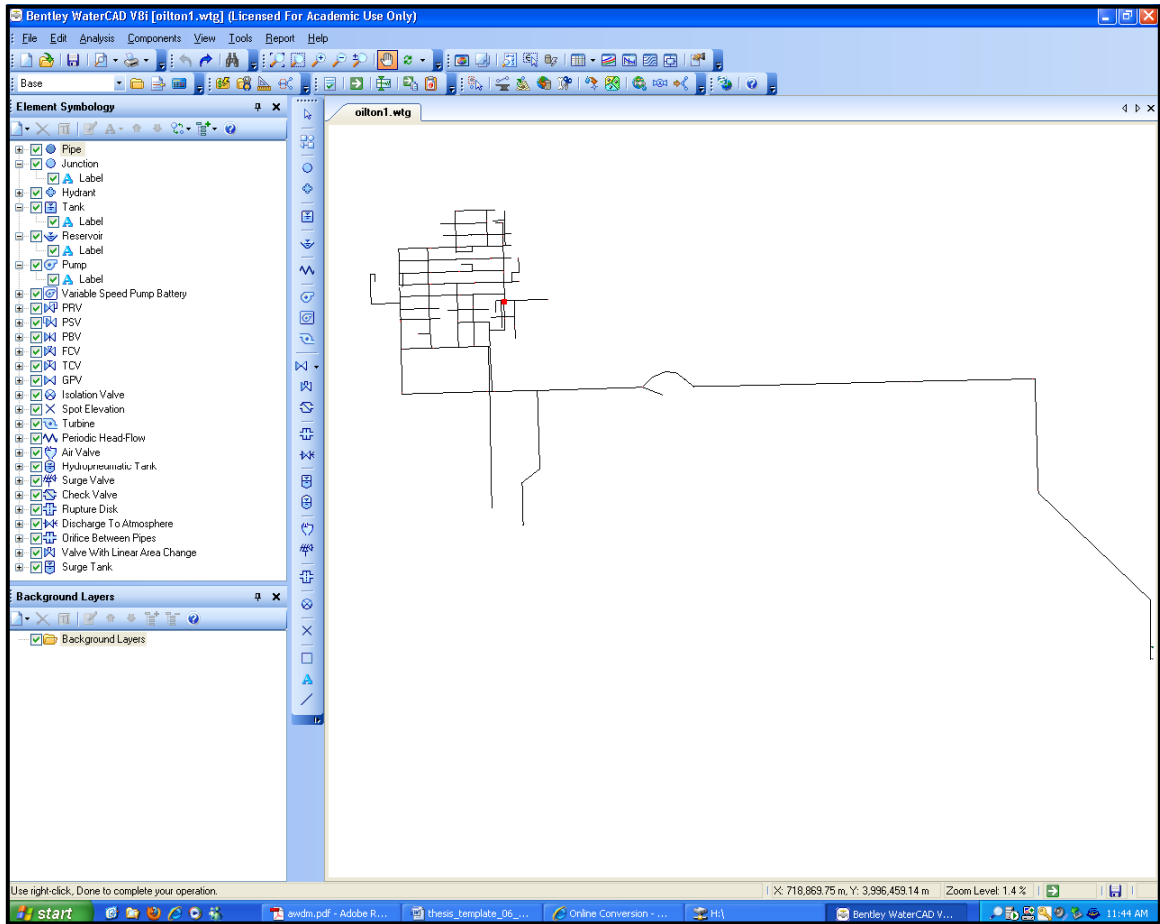 Bentley WaterCAD V8i [oilton1.wtg] (Licensed For Academic Use Only)
File Edit Analysis Components View Tools Report Help
Base
Element Symbology
oilton1.wtg
Pipe
Junction
Label
Hydrant
Tank
Label
Reservoir
Label
Pump
Label
Variable Speed Pump Battery
PRV
PSV
PBV
FCV
TCV
GPV
Isolation Valve
Spot Elevation
Turbine
Periodic Head-Flow
Air Valve
Hydropneumatic Tank
Surge Valve
Check Valve
Rupture Disk
Discharge To Atmosphere
Orifice Between Pipes
Valve With Linear Area Change
Surge Tank
Background Layers
Background Layers
Use right-click, Done to complete your operation.
X: 718,869.75 m, Y: 3,996,459.14 m Zoom Level: 1.4 %
start awdm.pdf - Adobe R... thesis_template_06_... Online Conversion - ... H:\ Bentley WaterCAD V... 11:44 AM